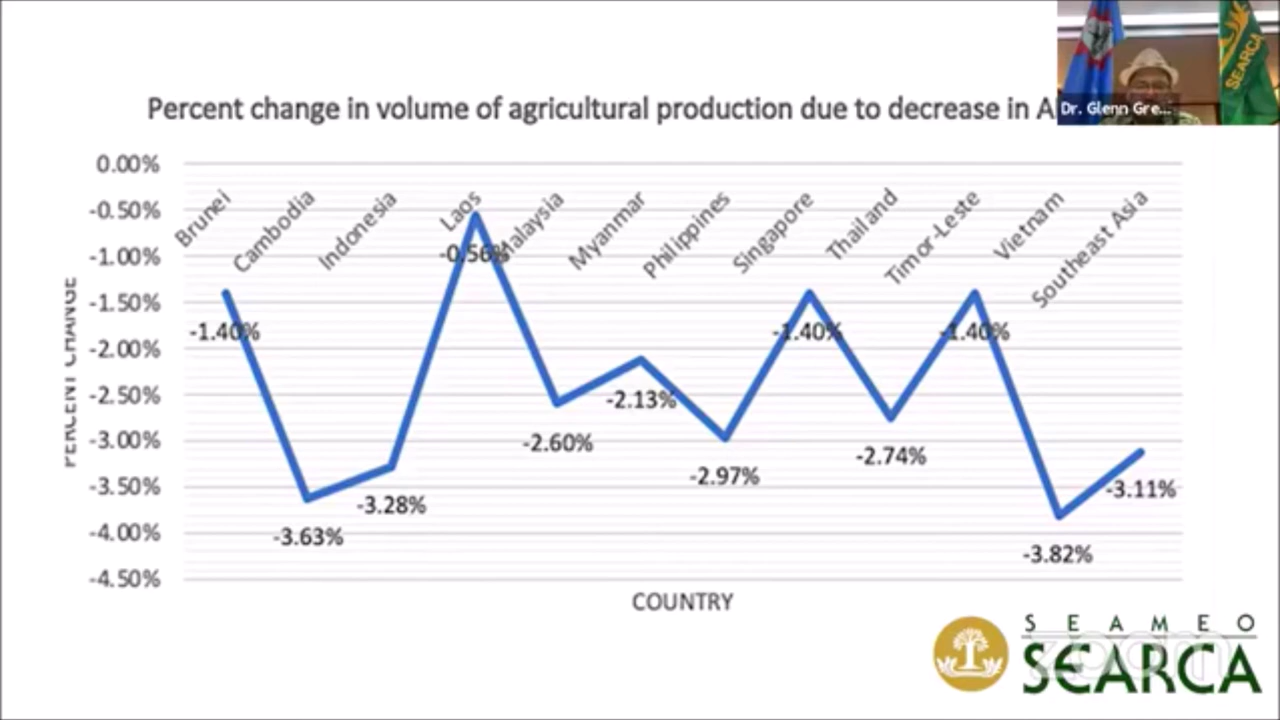 Percent change in volume of agricultural production due to decrease in
Dr. Glenn Gre...
SEARCA
0.00%
-0.50%
-1.00%
-1.50%
-2.00%
-2.50%
-3.00%
-3.50%
-4.00%
-4.50%
PERCENT CHANGE
Brunei
Cambodia
Indonesia
Laos
Malaysia
Myanmar
Philippines
Singapore
Thailand
Timor-Leste
Vietnam
Southeast Asia
-1.40%
-3.63%
-3.28%
-0.56%
-2.60%
-2.13%
-2.97%
-1.40%
-2.74%
-1.40%
-3.82%
-3.11%
COUNTRY
SEAMEO
SEARCA
zoom